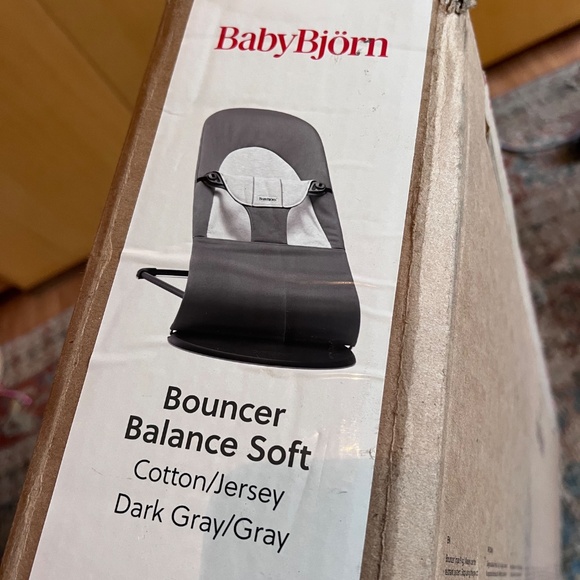 BabyBjörn
Bouncer
Balance Soft
Cotton/Jersey
Dark Gray/Gray